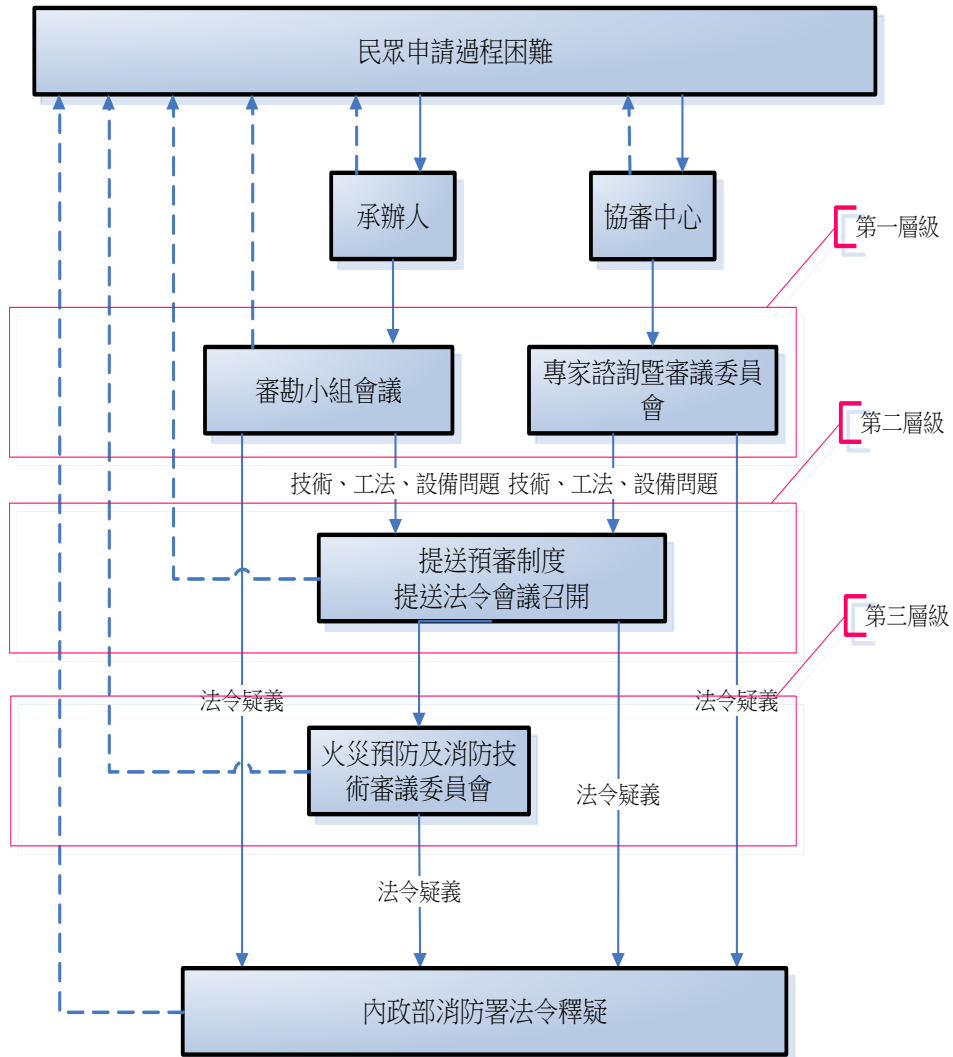 民眾申請過程困難
承辦人
協審中心
第一層級
審勘小組會議
專家諮詢暨審議委員
會
第二層級
技術、工法、設備問題
技術、工法、設備問題
提送預審制度
提送法令會議召開
第三層級
法令疑義
法令疑義
火災預防及消防技
術審議委員會
法令疑義
法令疑義
內政部消防署法令釋疑